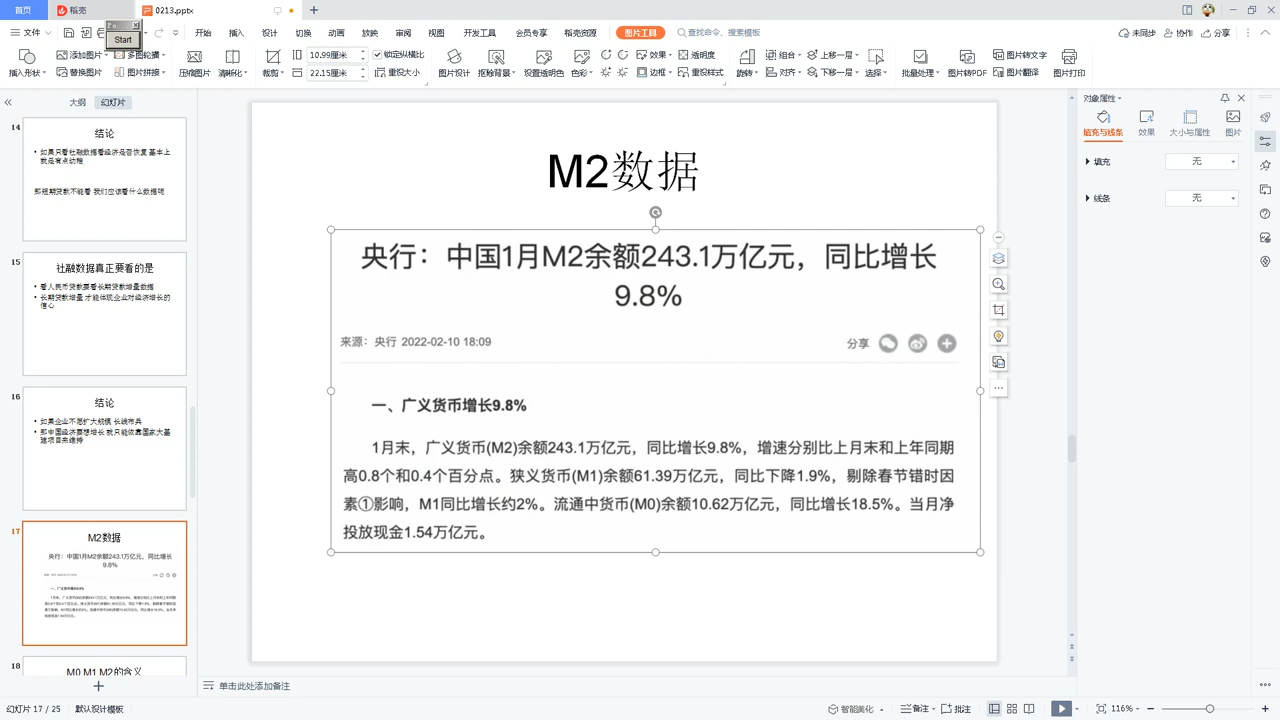 首页
稻壳
0213.pptx
Start
文件
开始
插入
设计
切换
动画
放映
审阅
视图
开发工具
会员专享
稻壳资源
图片工具
查找命令、搜索模板
未同步
协作
分享
插入形状
添加图片
替换图片
多图轮播
图片拼接
压缩图片
清晰化
裁剪
10.99厘米
22.15厘米
锁定纵横比
重设大小
图片设计
抠除背景
设置透明色
色彩
效果
边框
透明度
重设样式
旋转
组合
对齐
上移一层
下移一层
选择
批量处理
图片转PDF
图片转文字
图片翻译
图片打印
大纲
幻灯片
14
结论
如果只看社融数据看经济是否恢复 基本上
就是有点幼稚
那短期贷款不能看 我们应该看什么数据呢
15
社融数据真正要看的是
看人民币贷款要看长期贷款增量数据
长期贷款增量 才能体现企业对经济增长的
信心
16
结论
如果企业不愿扩大规模 长线布兵
那中国经济要想增长 就只能依靠国家大基
建项目来维持
17
M2数据
央行：中国1月M2余额243.1万亿元，同比增长
9.8%
18
M0 M1 M2的含义
M2数据
央行：中国1月M2余额243.1万亿元，同比增长
9.8%
来源：央行 2022-02-10 18:09
分享
一、广义货币增长9.8%
1月末，广义货币(M2)余额243.1万亿元，同比增长9.8%，增速分别比上月末和上年同期
高0.8个和0.4个百分点。狭义货币(M1)余额61.39万亿元，同比下降1.9%，剔除春节错时因
素①影响，M1同比增长约2%。流通中货币(M0)余额10.62万亿元，同比增长18.5%。当月净
投放现金1.54万亿元。
对象属性
填充与线条
效果
大小与属性
图片
填充
无
线条
无
单击此处添加备注
幻灯片 17 / 25
默认设计模板
智能美化
备注
批注
116%